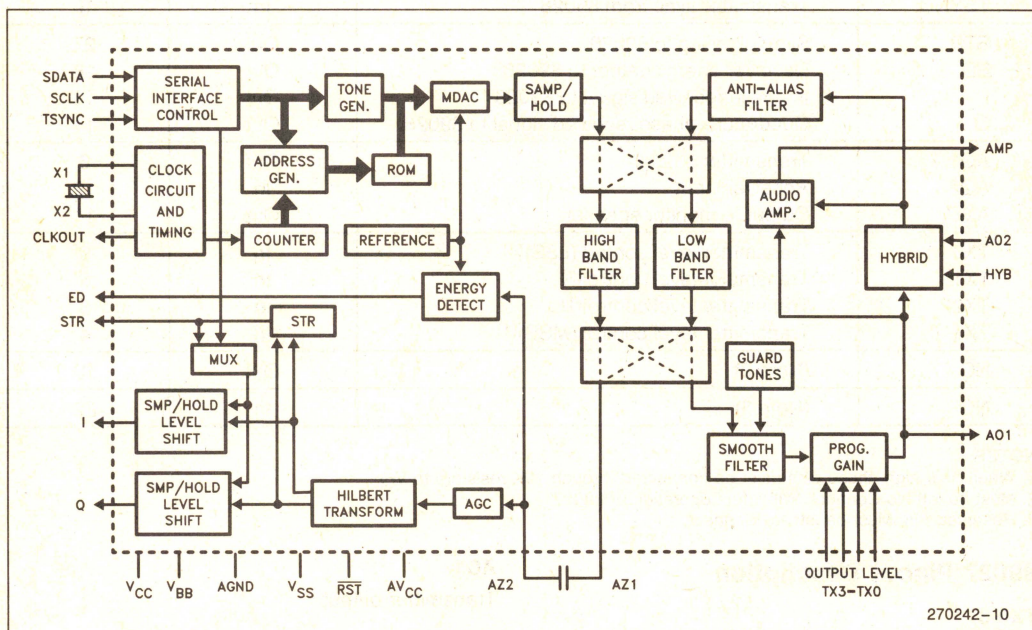 SDATA
SCLK
TSYNC
SERIAL
INTERFACE
CONTROL
TONE
GEN.
MDAC
SAMP/
HOLD
ANTI-ALIAS
FILTER
AMP
X1
X2
CLKOUT
CLOCK
CIRCUIT
AND
TIMING
ADDRESS
GEN.
ROM
COUNTER
REFERENCE
HIGH
BAND
FILTER
LOW
BAND
FILTER
AUDIO
AMP.
HYBRID
AO2
HYB
ED
STR
ENERGY
DETECT
STR
MUX
GUARD
TONES
I
SMP/HOLD
LEVEL
SHIFT
SMOOTH
FILTER
PROG.
GAIN
AO1
Q
SMP/HOLD
LEVEL
SHIFT
HILBERT
TRANSFORM
AGC
VCC
VBB
AGND
VSS
RST
AVCC
AZ2
AZ1
OUTPUT LEVEL
TX3-TX0
270242-10